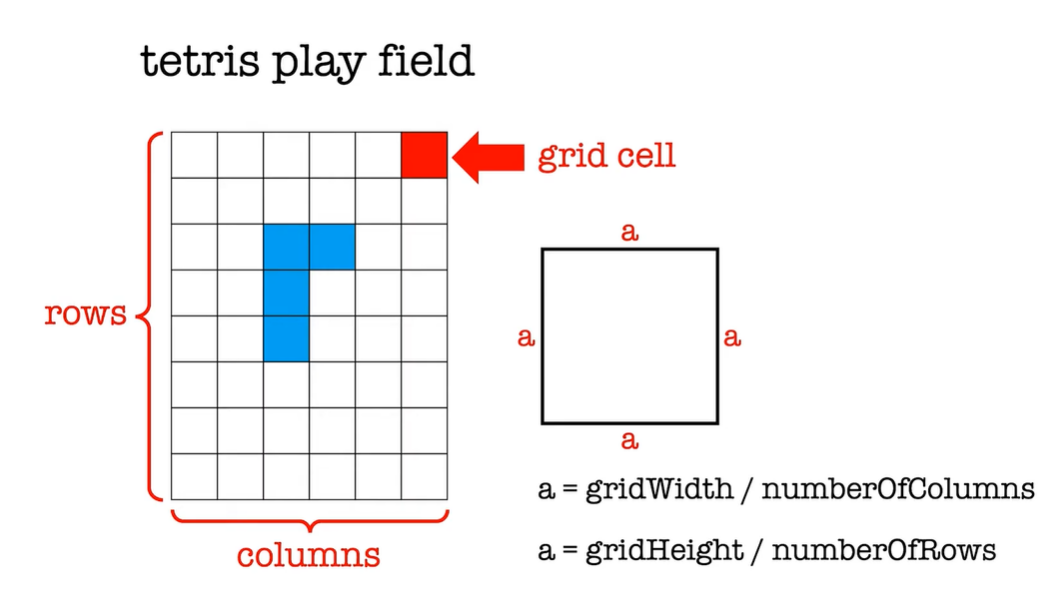 tetris play field
grid cell
rows
columns
a
a
a
a
a = gridWidth / numberOfColumns
a = gridHeight / numberOfRows